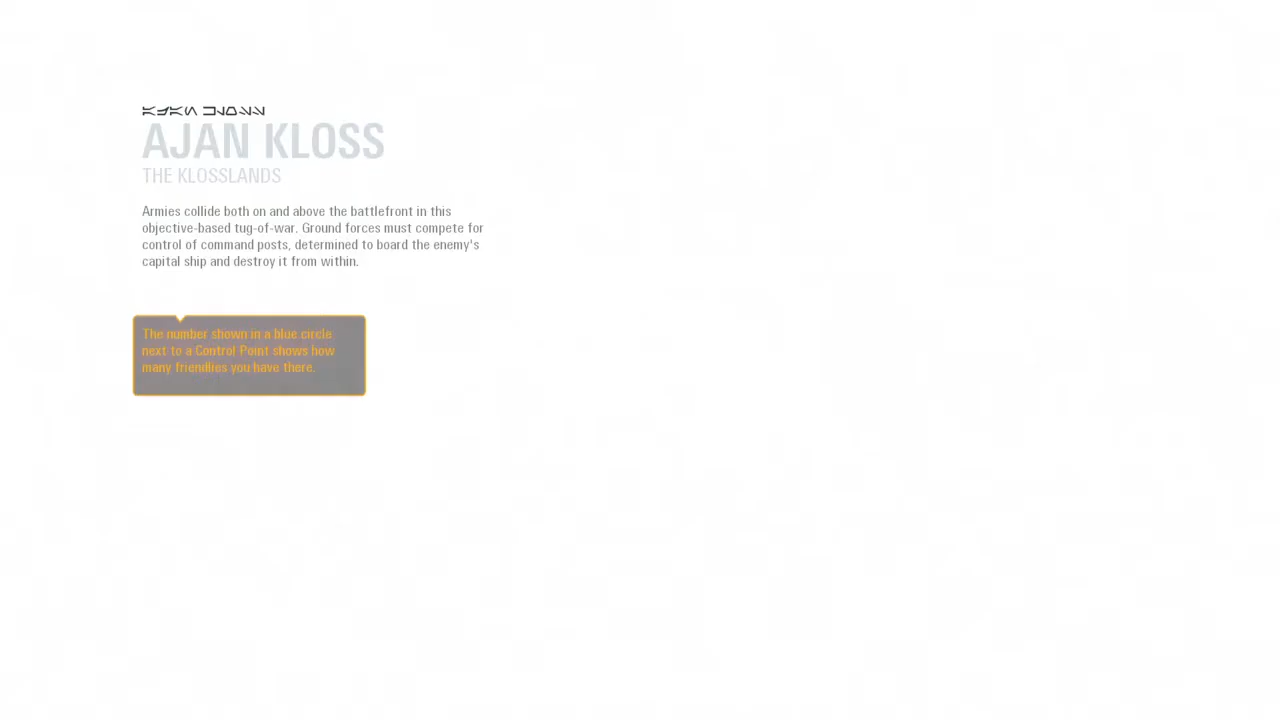 AJAN KLOSS
THE KLOSSLANDS
Armies collide both on and above the battlefront in this
objective-based tug-of-war. Ground forces must compete for
control of command posts, determined to board the enemy's
capital ship and destroy it from within.
The number shown in a blue circle
next to a Control Point shows how
many friendlies you have there.